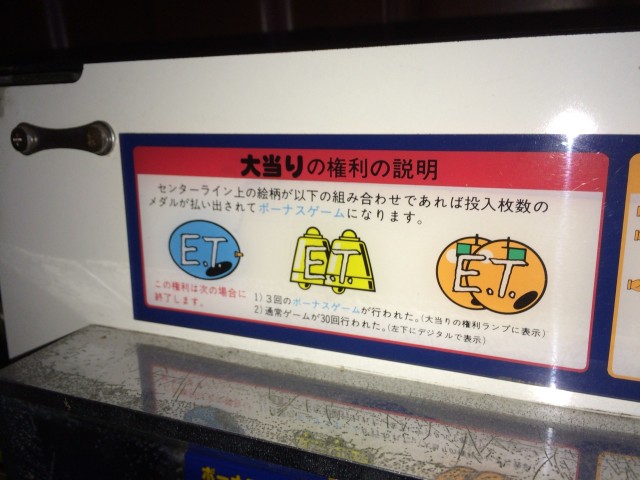 大当りの権利の説明
センターライン上の絵柄が以下の組み合わせであれば投入枚数の
メダルが払い出されてボーナスゲームになります。
E.T. E.T. E.T.
この権利は次の場合に
終了します。
1) 3回のボーナスゲームが行われた。(大当りの権利ランプに表示)
2) 通常ゲームが30回行われた。(左下にデジタルで表示)